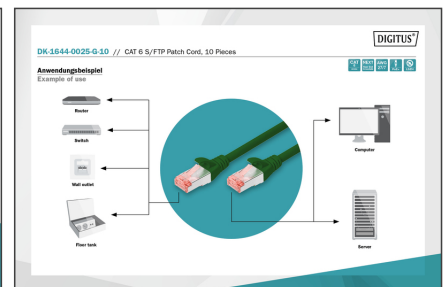 DIGITUS®
DK-1644-0025-G-10 // CAT 6 S/FTP Patch Cord, 10 Pieces
Anwendungsbeispiel
Example of use
Router
Switch
Wall outlet
Floor tank
Computer
Server